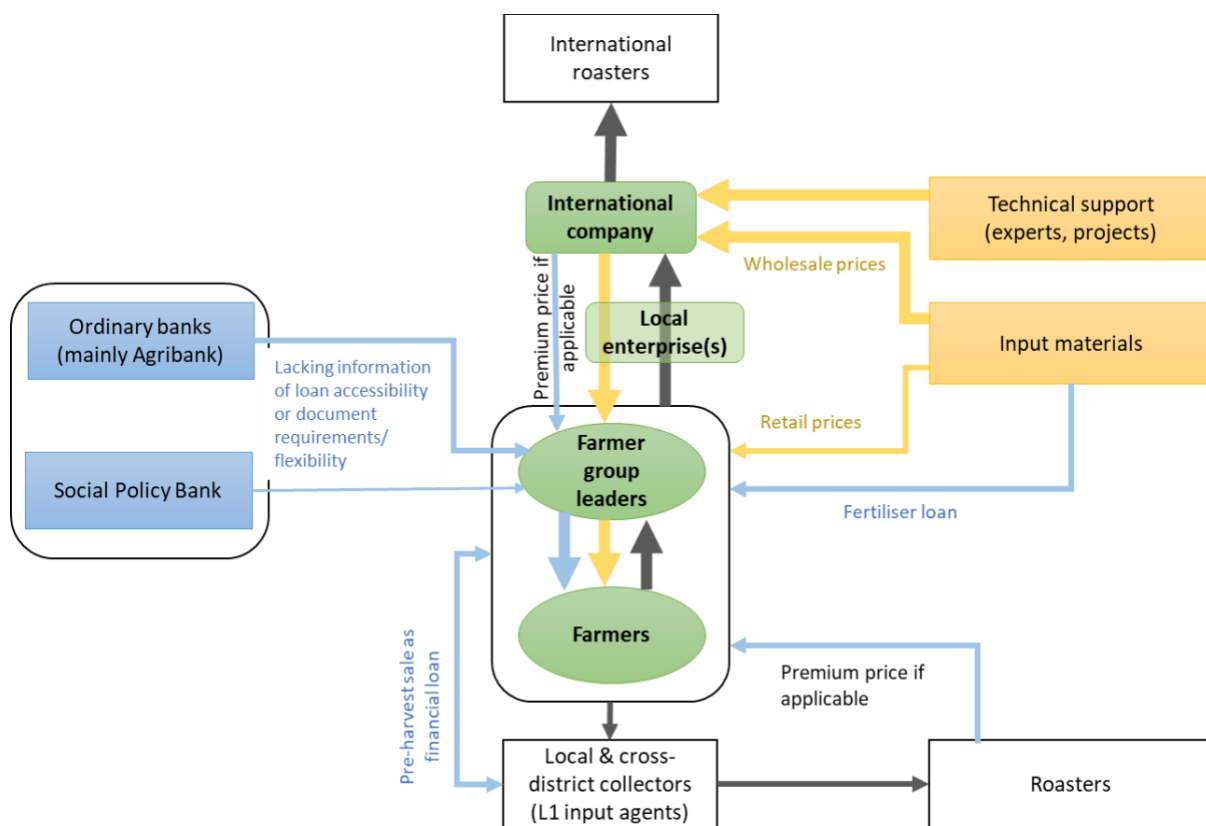 International
roasters
International
company
Technical support
(experts, projects)
Wholesale prices
Premium price if
applicable
Local
enterprise(s)
Input materials
Ordinary banks
(mainly Agribank)
Lacking information
of loan accessibility
or document
requirements/
flexibility
Social Policy Bank
Retail prices
Farmer
group
leaders
Fertiliser loan
Farmers
Pre-harvest sale as
financial loan
Premium price if
applicable
Local & cross-
district collectors
(L1 input agents)
Roasters